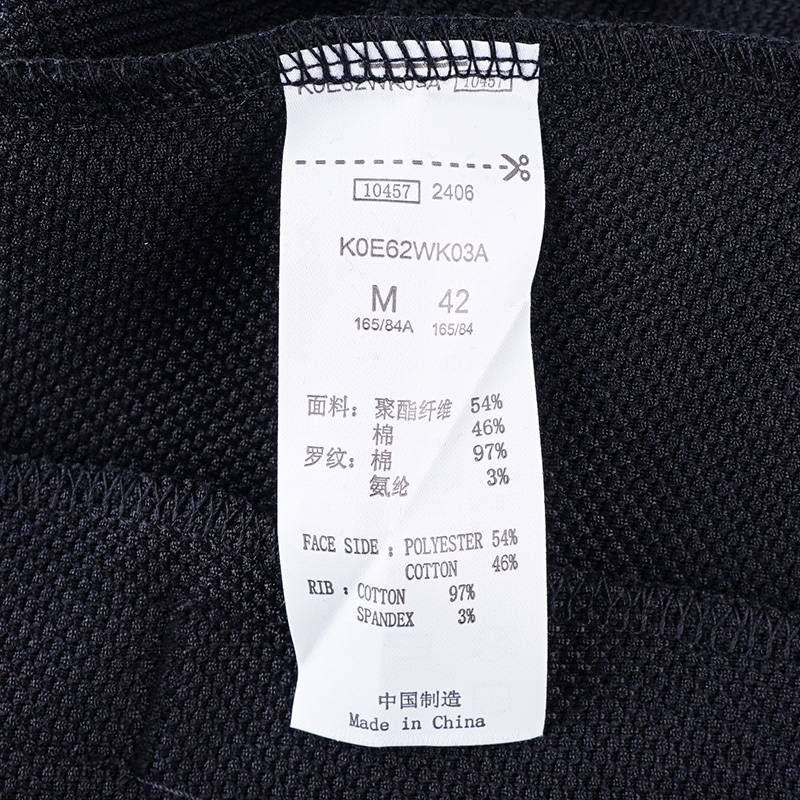 K0E62WK03A 10457
10457 2406
K0E62WK03A
M 42
165/84A 165/84
面料: 聚酯纤维 54%
棉 46%
罗纹: 棉 97%
氨纶 3%
FACE SIDE : POLYESTER 54%
COTTON 46%
RIB : COTTON 97%
SPANDEX 3%
中国制造
Made in China